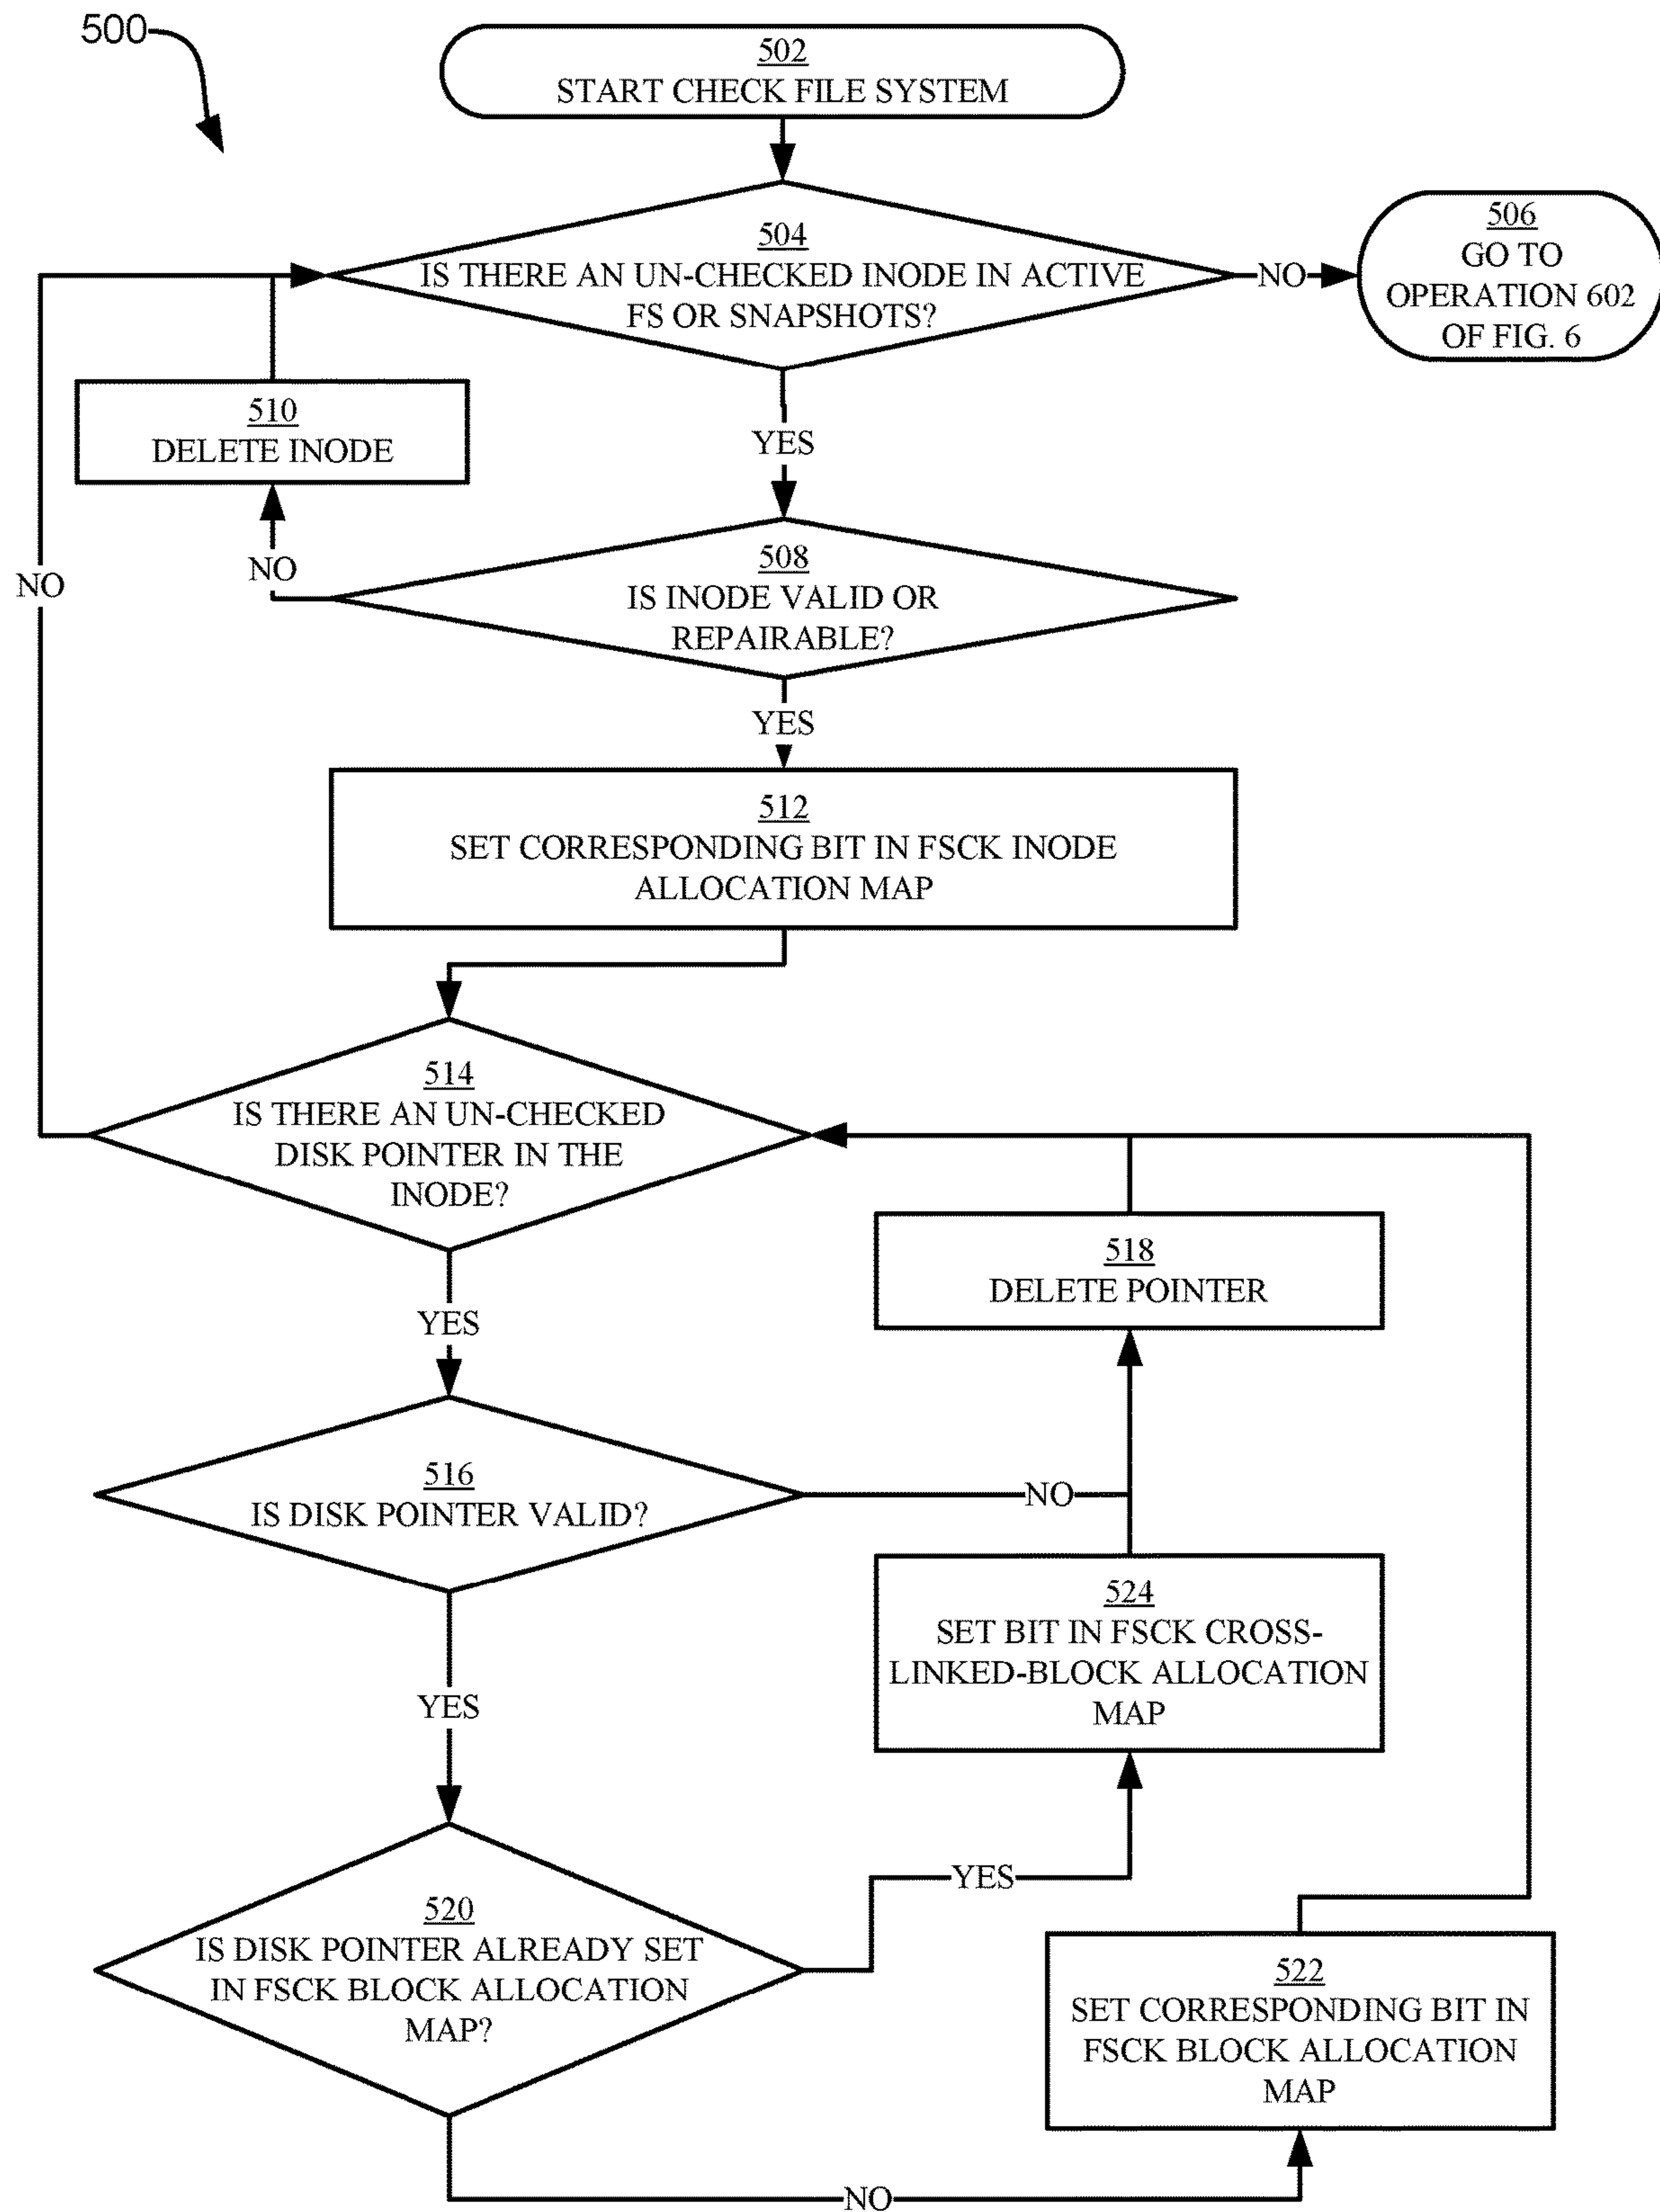 500
502
START CHECK FILE SYSTEM
504
IS THERE AN UN-CHECKED INODE IN ACTIVE
FS OR SNAPSHOTS?
NO
506
GO TO
OPERATION 602
OF FIG. 6
510
DELETE INODE
YES
NO
NO
508
IS INODE VALID OR
REPAIRABLE?
YES
512
SET CORRESPONDING BIT IN FSCK INODE
ALLOCATION MAP
514
IS THERE AN UN-CHECKED
DISK POINTER IN THE
INODE?
518
DELETE POINTER
YES
516
IS DISK POINTER VALID?
NO
524
SET BIT IN FSCK CROSS-
LINKED-BLOCK ALLOCATION
MAP
YES
YES
520
IS DISK POINTER ALREADY SET
IN FSCK BLOCK ALLOCATION
MAP?
522
SET CORRESPONDING BIT IN
FSCK BLOCK ALLOCATION
MAP
NO